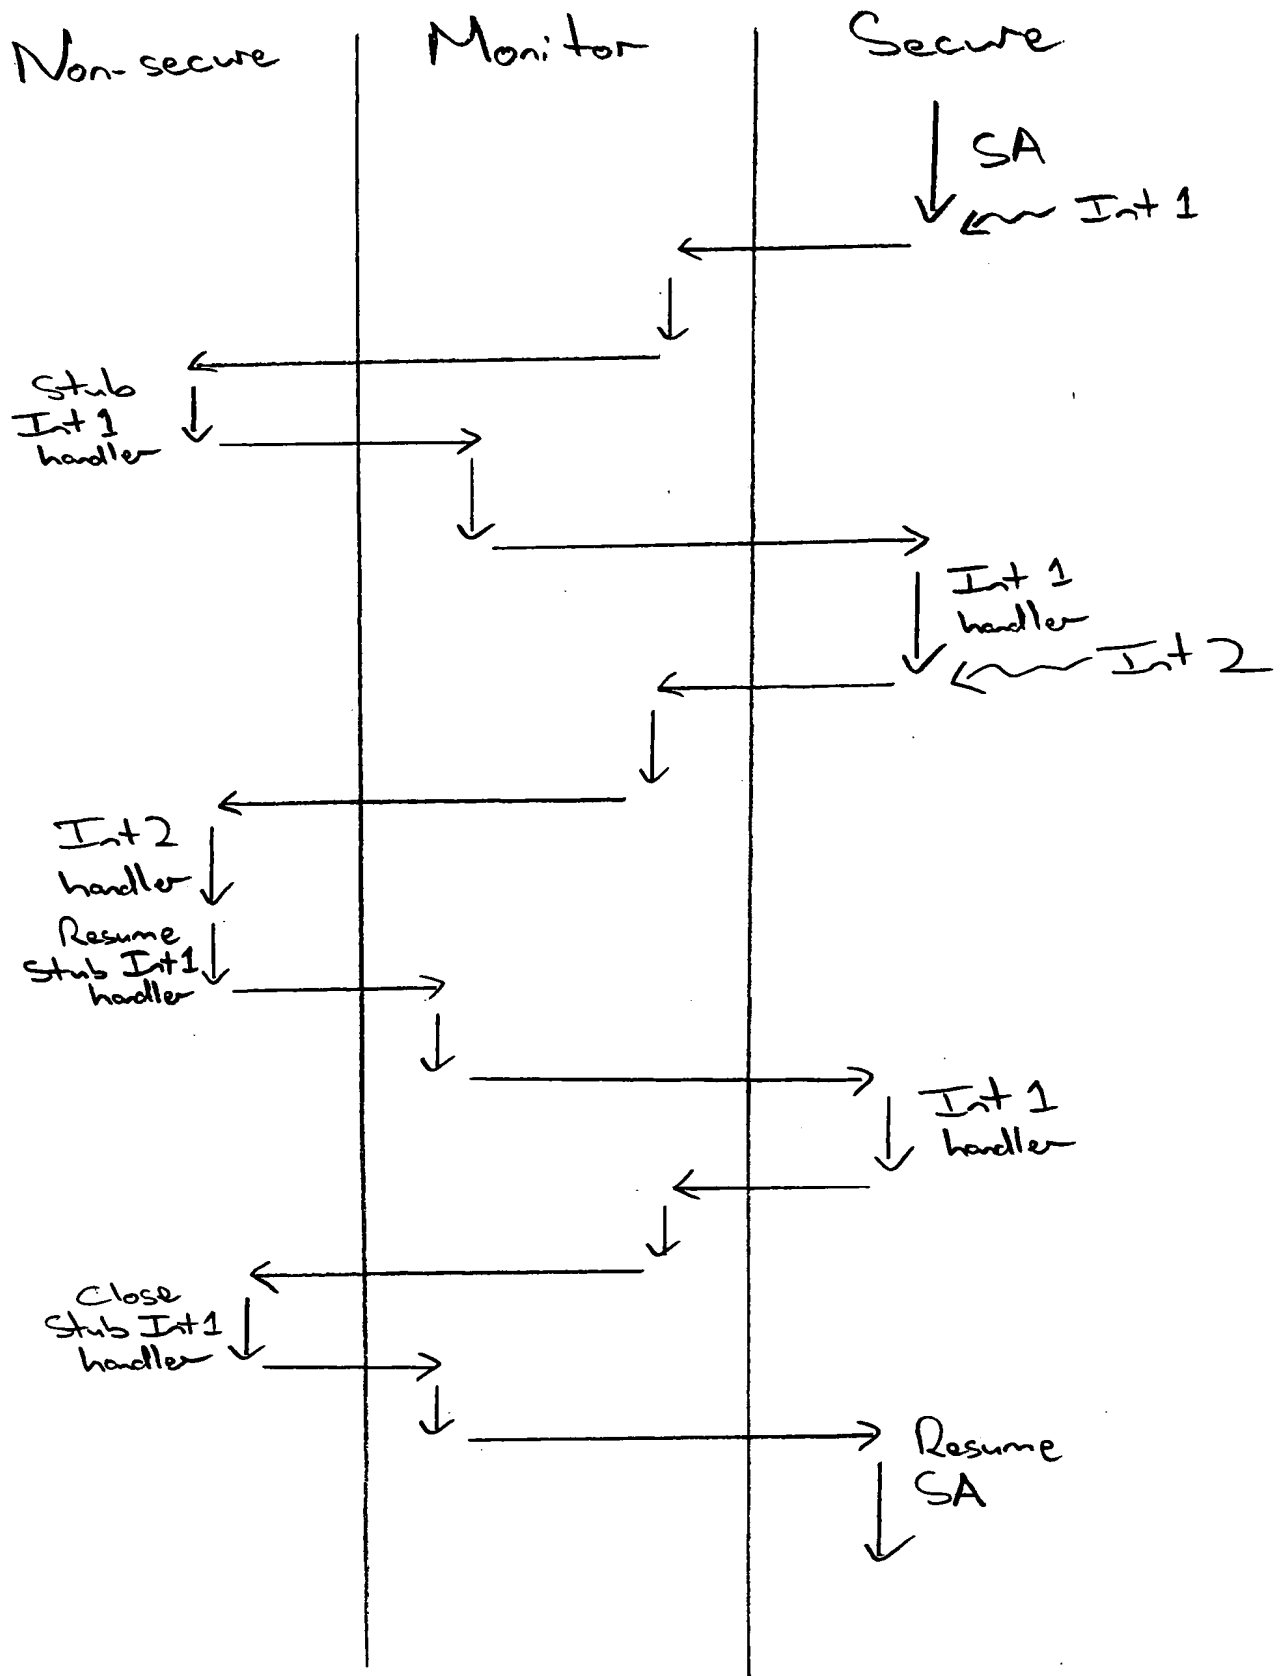 Non-secure
Monitor
Secure
SA
Int 1
Stub
Int 1
handler
Int 1
handler
Int 2
Int 2
handler
Resume
Stub Int 1
handler
Int 1
handler
Close
Stub Int 1
handler
Resume
SA